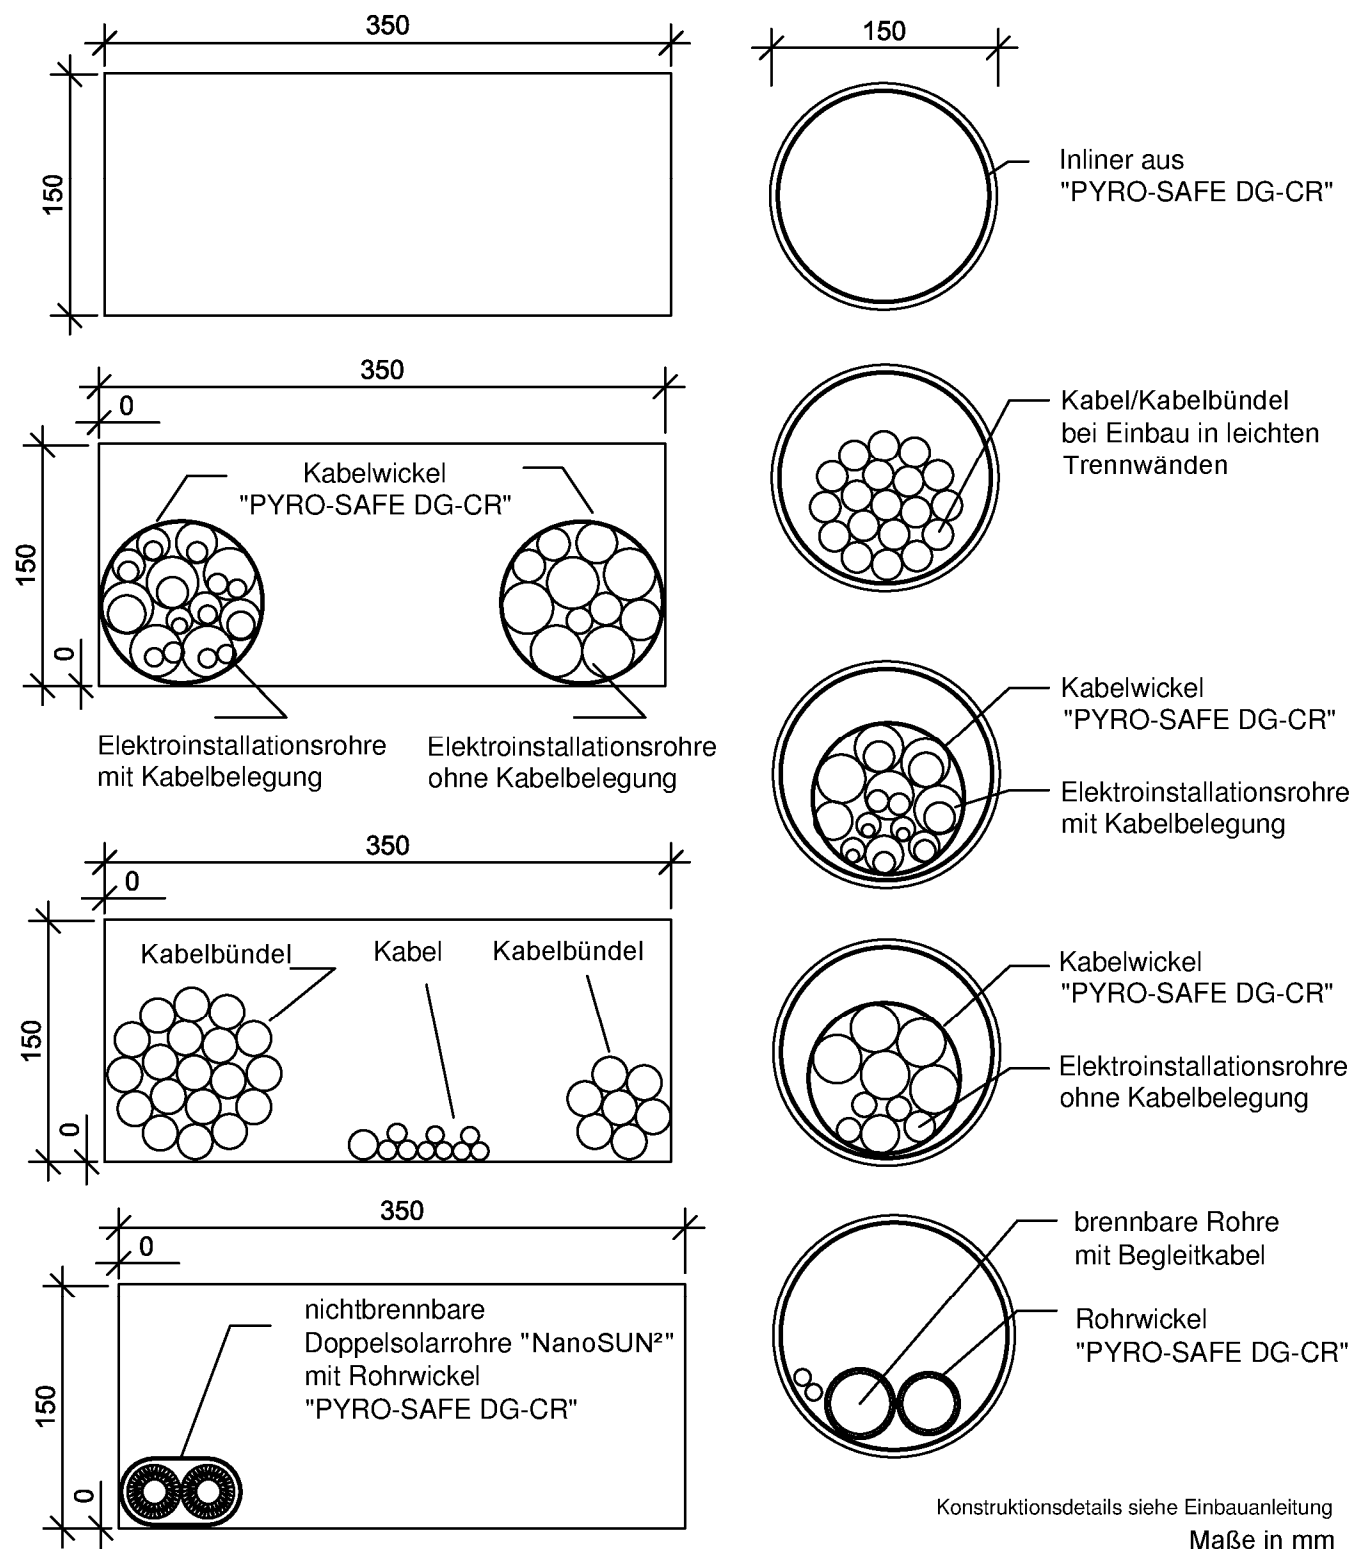 350
150
150
Inliner aus
"PYRO-SAFE DG-CR"
350
0
150
0
Kabelwickel
"PYRO-SAFE DG-CR"
Elektroinstallationsrohre
mit Kabelbelegung
Elektroinstallationsrohre
ohne Kabelbelegung
Kabel/Kabelbündel
bei Einbau in leichten
Trennwänden
Kabelwickel
"PYRO-SAFE DG-CR"
Elektroinstallationsrohre
mit Kabelbelegung
350
0
150
0
Kabelbündel
Kabel
Kabelbündel
Kabelwickel
"PYRO-SAFE DG-CR"
Elektroinstallationsrohre
ohne Kabelbelegung
350
0
150
0
nichtbrennbare
Doppelsolarrohre "NanoSUN²"
mit Rohrwickel
"PYRO-SAFE DG-CR"
brennbare Rohre
mit Begleitkabel
Rohrwickel
"PYRO-SAFE DG-CR"
Konstruktionsdetails siehe Einbauanleitung
Maße in mm